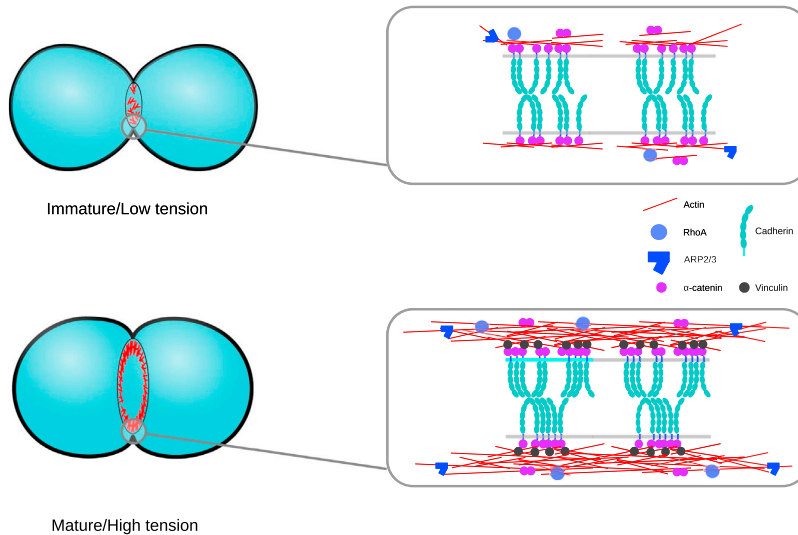 Immature/Low tension
Actin
RhoA
Cadherin
ARP2/3
α-catenin
Vinculin
Mature/High tension